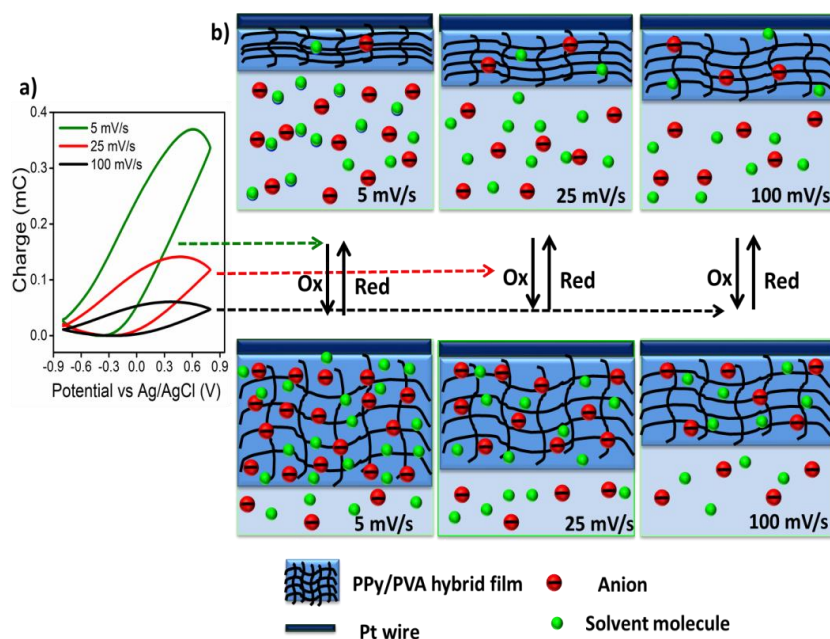 a)
0.4
0.3
0.2
0.1
0.0
Charge (mC)
5 mV/s
25 mV/s
100 mV/s
-0.9 -0.6 -0.3 0.0 0.3 0.6 0.9
Potential vs Ag/AgCl (V)
b)
5 mV/s
25 mV/s
100 mV/s
Ox
Red
Ox
Red
Ox
Red
5 mV/s
25 mV/s
100 mV/s
PPy/PVA hybrid film
Anion
Pt wire
Solvent molecule